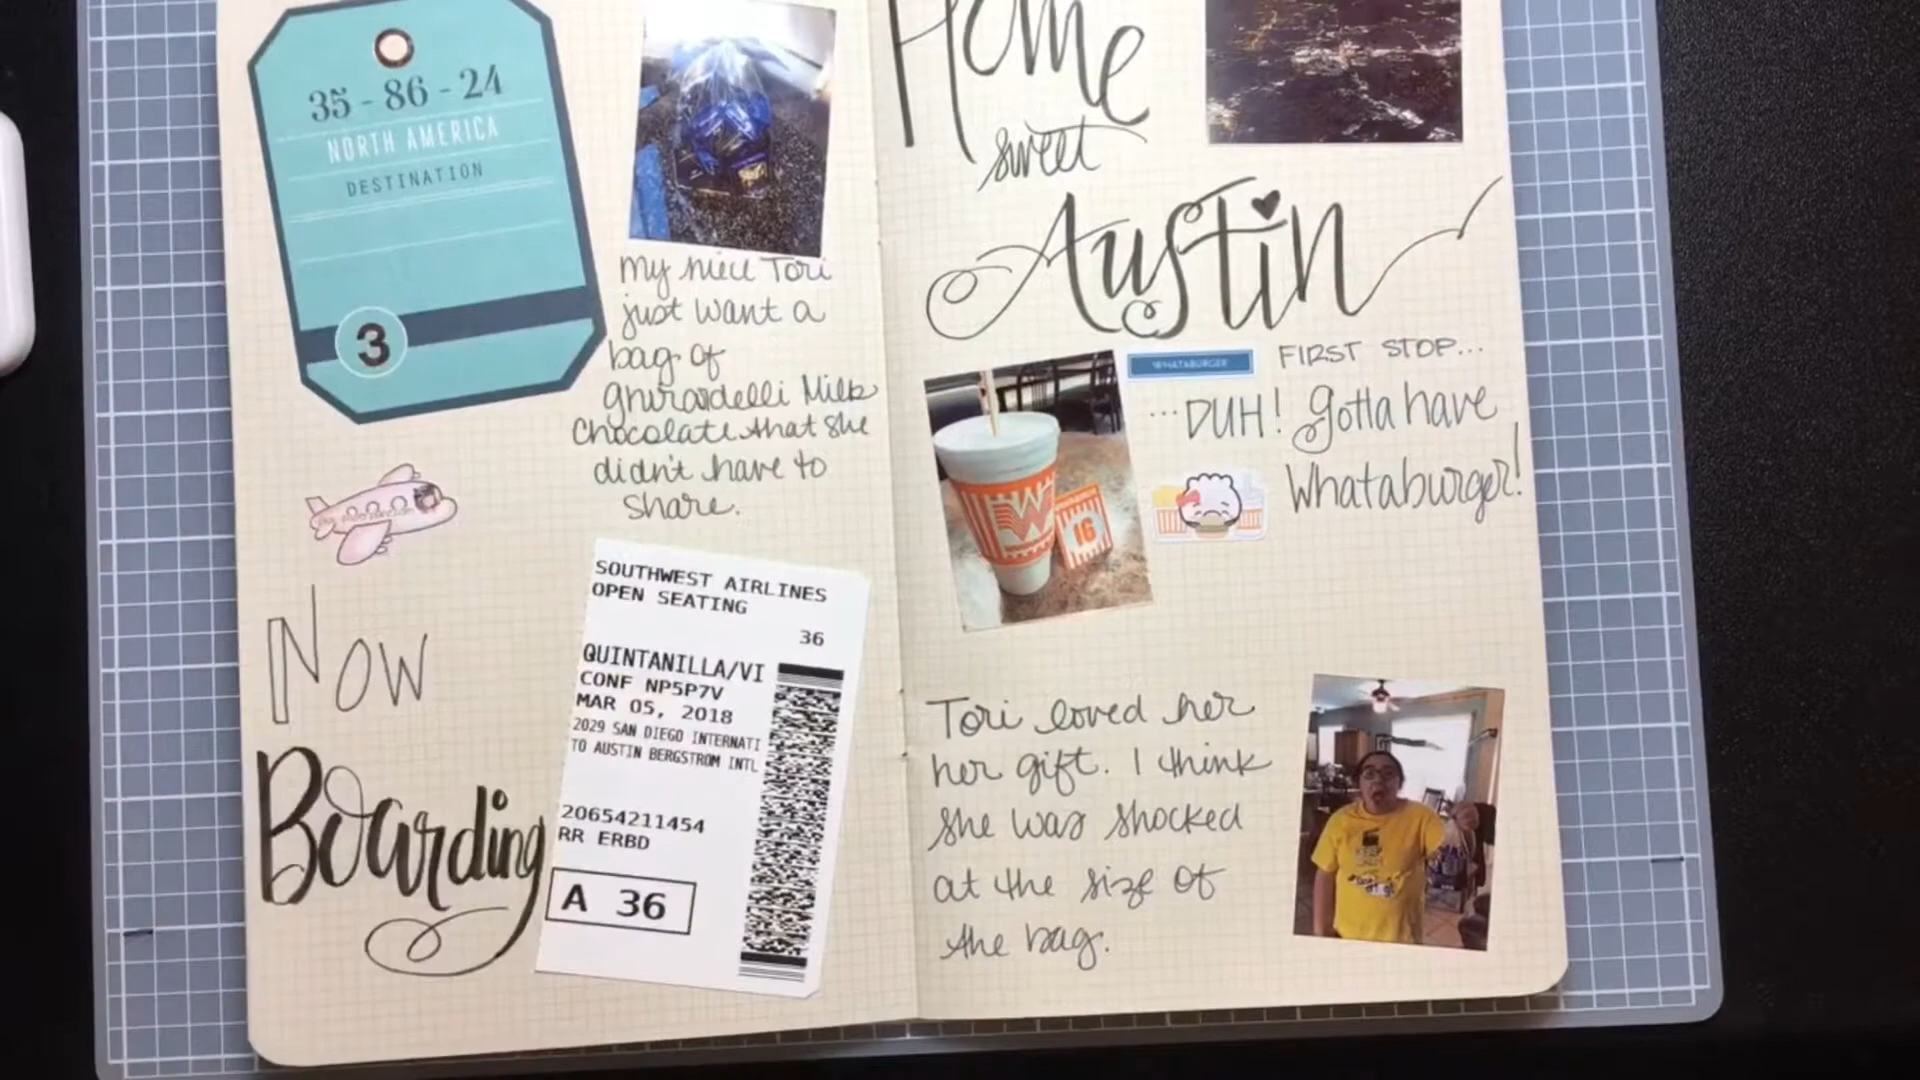 35 - 86 - 24
NORTH AMERICA
DESTINATION
3
My niece Tori
just want a
bag of
ghirardelli Milk
Chocolate that she
didn't have to
share.
NOW
Boarding
SOUTHWEST AIRLINES
OPEN SEATING
36
QUINTANILLA/VI
CONF NP5P7V
MAR 05, 2018
2029 SAN DIEGO INTERNATI
TO AUSTIN BERGSTROM INTL
20654211454
RR ERBD
A 36
Home
sweet
Austin
WHATABURGER
FIRST STOP...
...DUH! Gotta have
Whataburger!
W
16
Tori loved her
her gift. I think
she was shocked
at the size of
the bag.
KEEP